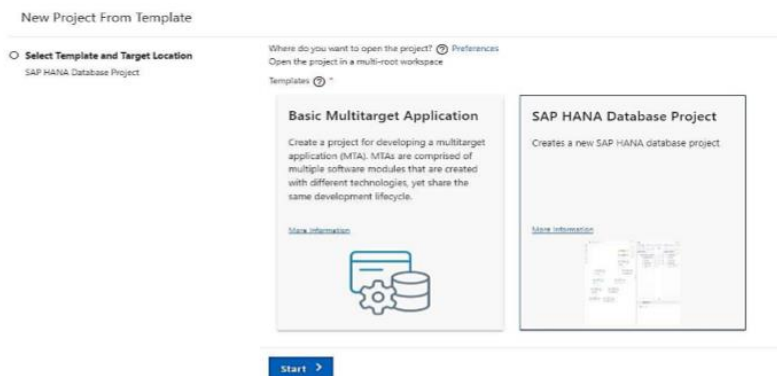 New Project From Template
Select Template and Target Location
SAP HANA Database Project
Where do you want to open the project? Preferences
Open the project in a multi-root workspace
Templates *
Basic Multitarget Application
Create a project for developing a multitarget
application (MTA). MTAs are comprised of
multiple software modules that are created
with different technologies, yet share the
same development lifecycle.
More Information
SAP HANA Database Project
Creates a new SAP HANA database project
More Information
Start >